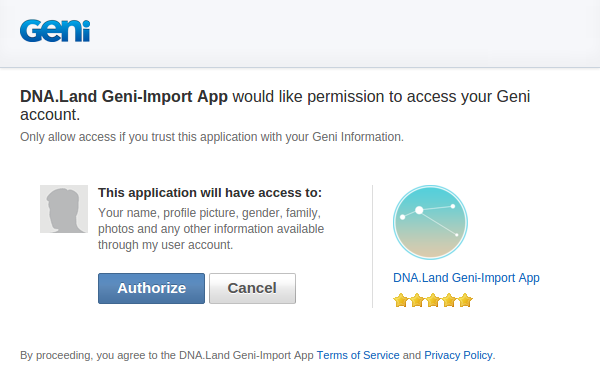 Geni
DNA.Land Geni-Import App would like permission to access your Geni
account.
Only allow access if you trust this application with your Geni Information.
This application will have access to:
Your name, profile picture, gender, family,
photos and any other information available
through my user account.
Authorize Cancel
DNA.Land Geni-Import App
By proceeding, you agree to the DNA.Land Geni-Import App Terms of Service and Privacy Policy.